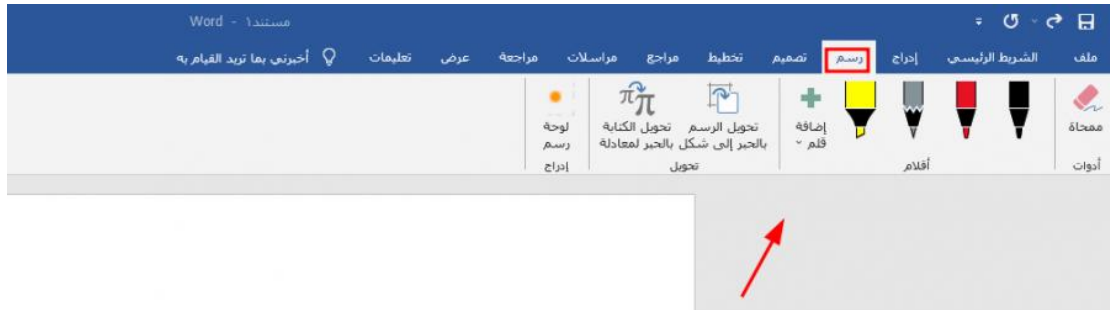 مستند١ - Word
ملف الشريط الرئيسي إدراج رسم تصميم تخطيط مراجع مراسلات مراجعة عرض تعليمات أخبرني بما تريد القيام به
ممحاة
إضافة
قلم
تحويل الرسم
بالحبر إلى شكل
تحويل الكتابة
بالحبر لمعادلة
لوحة
رسم
أدوات أقلام تحويل إدراج